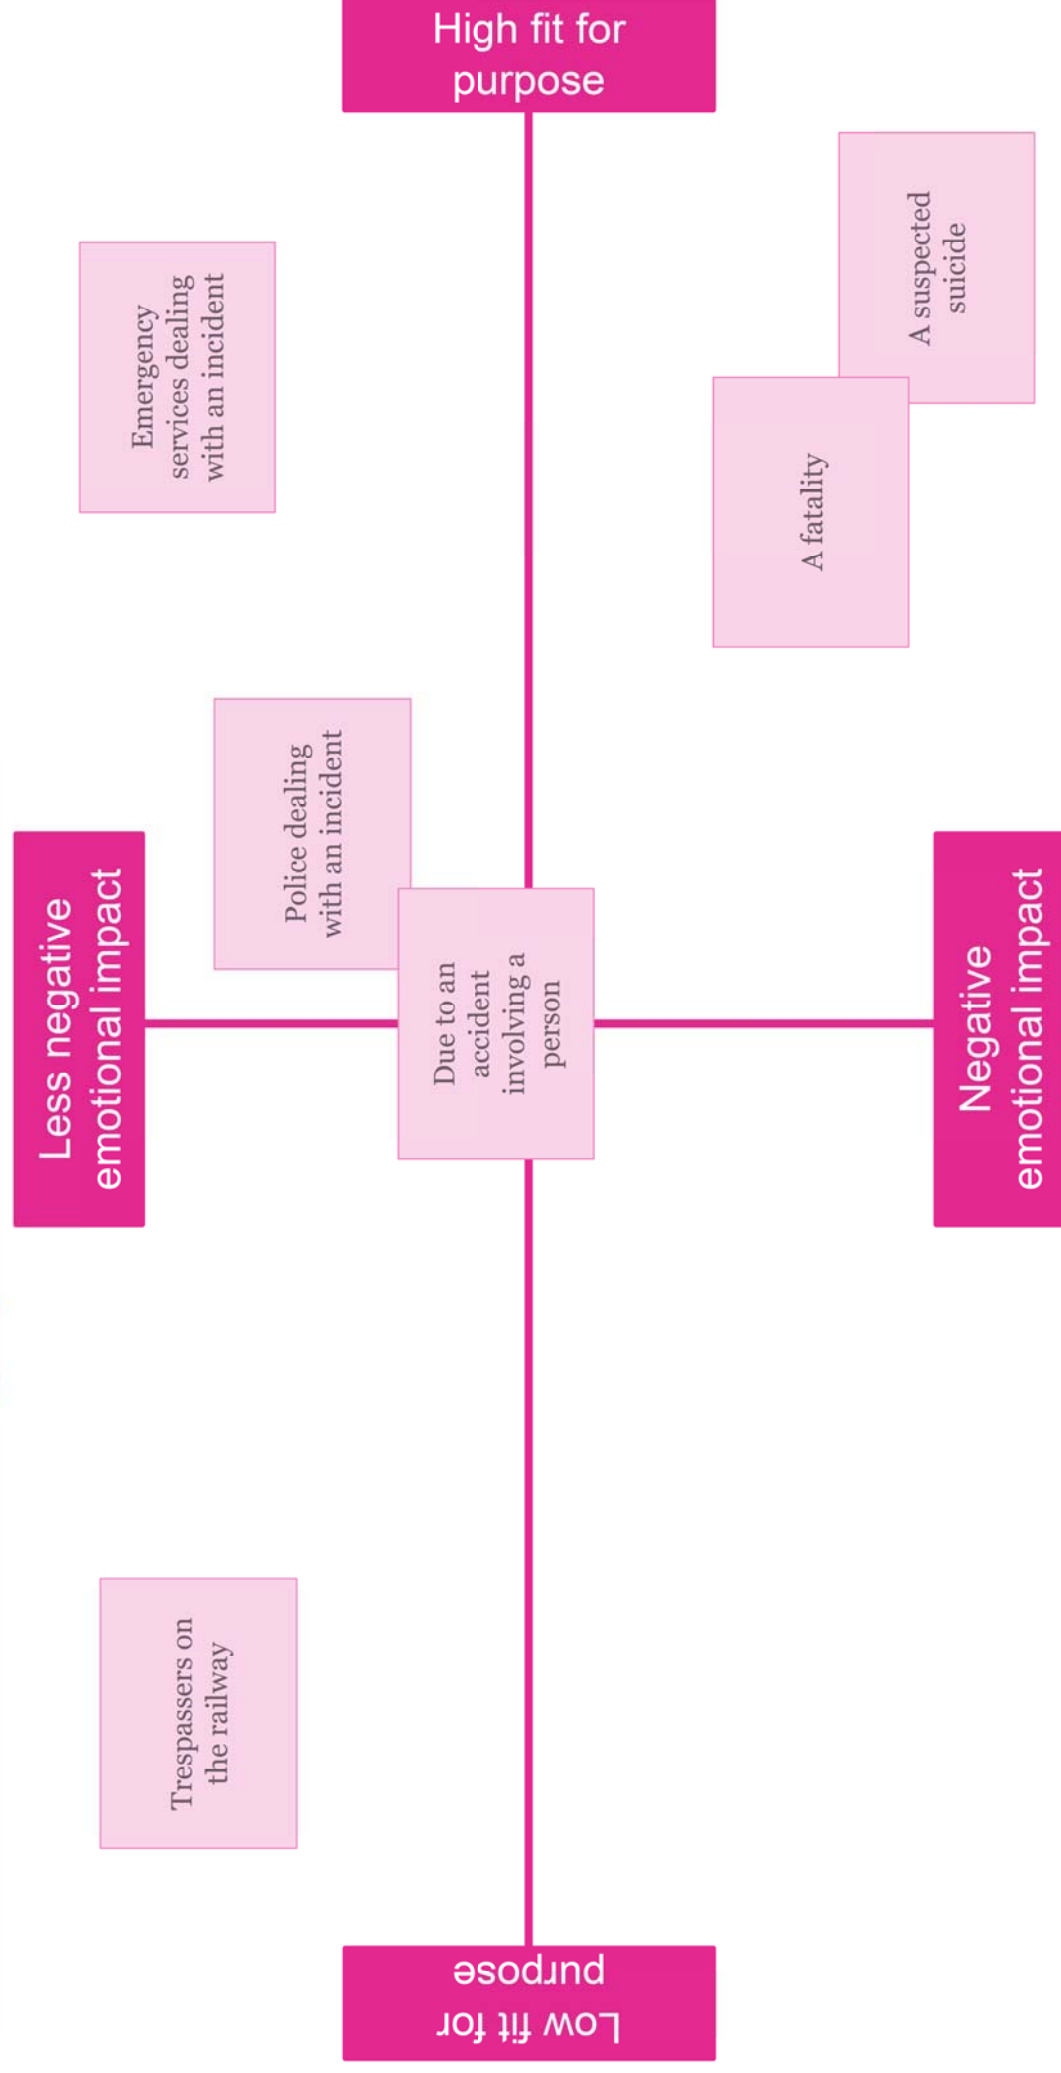 High fit for
purpose
Emergency
services dealing
with an incident
A suspected
suicide
A fatality
Police dealing
with an incident
Less negative
emotional impact
Due to an
accident
involving a
person
Negative
emotional impact
Trespassers on
the railway
Low fit for
purpose